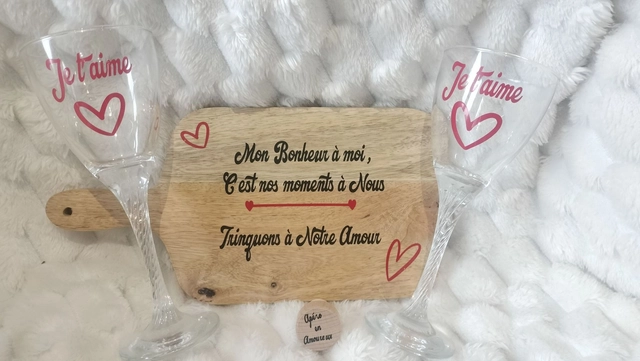 Je t'aime
Je t'aime
Mon Bonheur à moi,
C'est nos moments à Nous
Trinquons à Notre Amour
Apéro
en
Amoureux